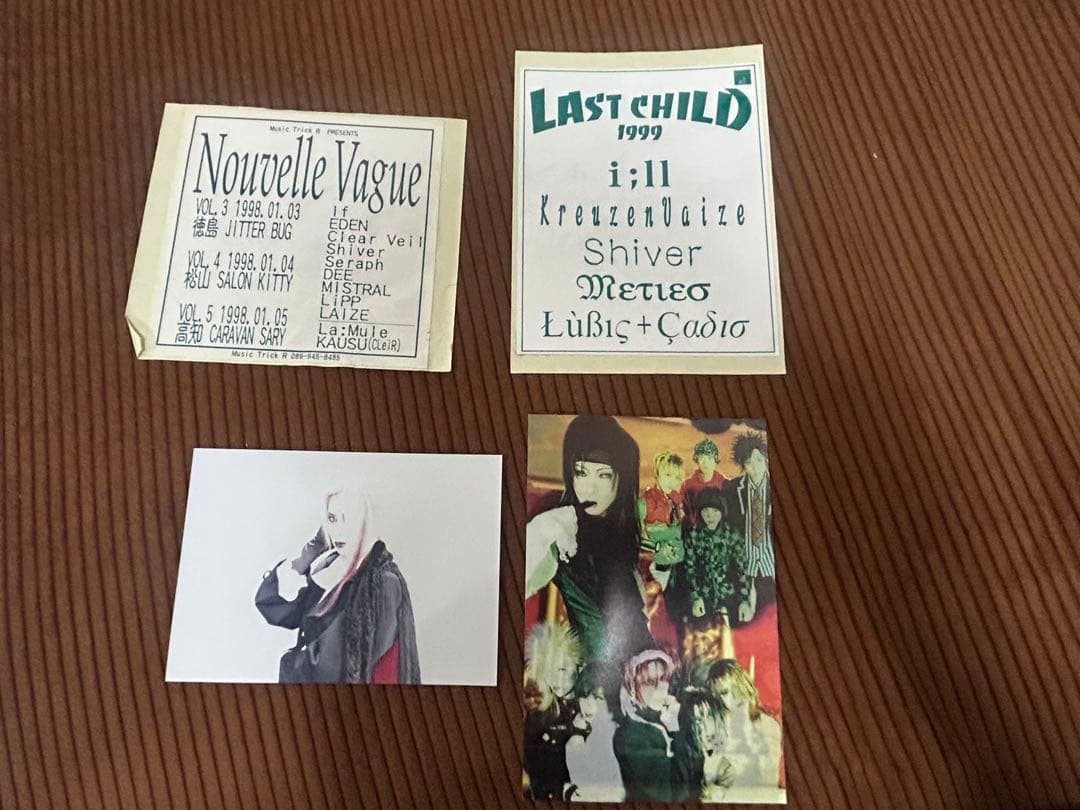 Music Trick R PRESENTS
Nouvelle Vague
VOL. 3 1998. 01. 03
徳島 JITTER BUG
VOL. 4 1998. 01. 04
松山 SALON KITTY
VOL. 5 1998. 01. 05
高知 CARAVAN SARY
If
EDEN
Clear Veil
Shiver
Seraph
DEE
MISTRAL
LiPP
LAIZE
La:Mule
KAUSU(CLeiR)
Music Trick R 089-945-8485
LAST CHILD
1999
i;ll
KreuzenVaize
Shiver
Meties
Łùßiς+Çadισ